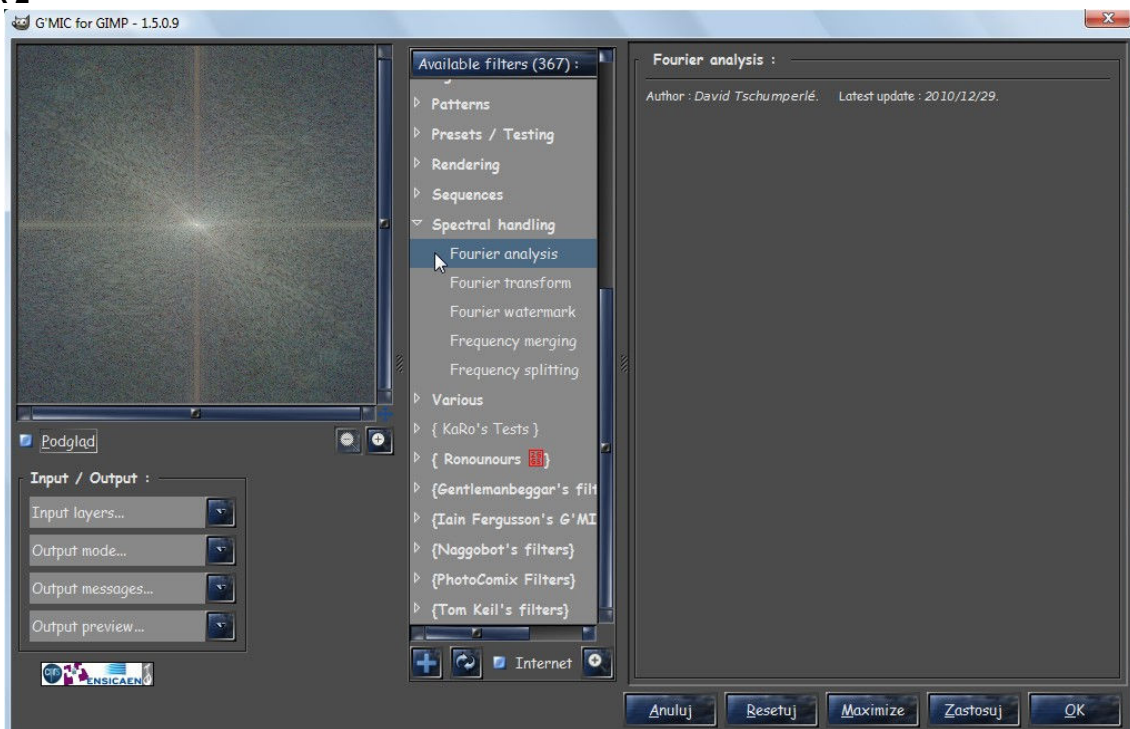 G'MIC for GIMP - 1.5.0.9
Available filters (367) :
Patterns
Presets / Testing
Rendering
Sequences
Spectral handling
Fourier analysis
Fourier transform
Fourier watermark
Frequency merging
Frequency splitting
Various
{ KaRo's Tests }
{ Ronounours }
{Gentlemanbeggar's filt
{Iain Fergusson's G'MI
{Naggobot's filters}
{PhotoComix Filters}
{Tom Keil's filters}
Internet
Podgląd
Input / Output :
Input layers...
Output mode...
Output messages...
Output preview...
ENSICAEN
Fourier analysis :
Author : David Tschumperlé. Latest update : 2010/12/29.
Anuluj Resetuj Maximize Zastosuj OK